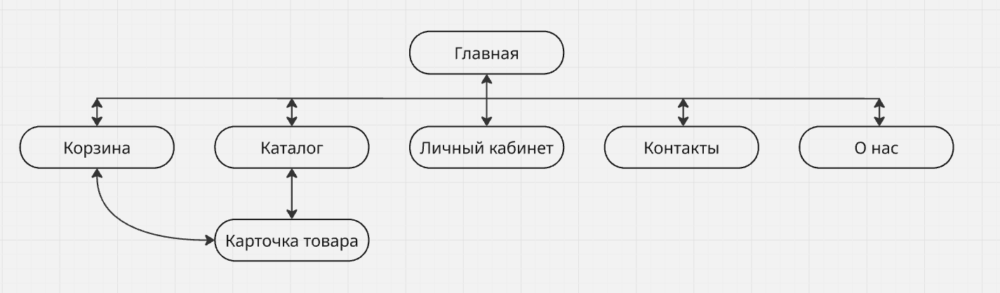 Главная
Корзина
Каталог
Личный кабинет
Контакты
О нас
Карточка товара